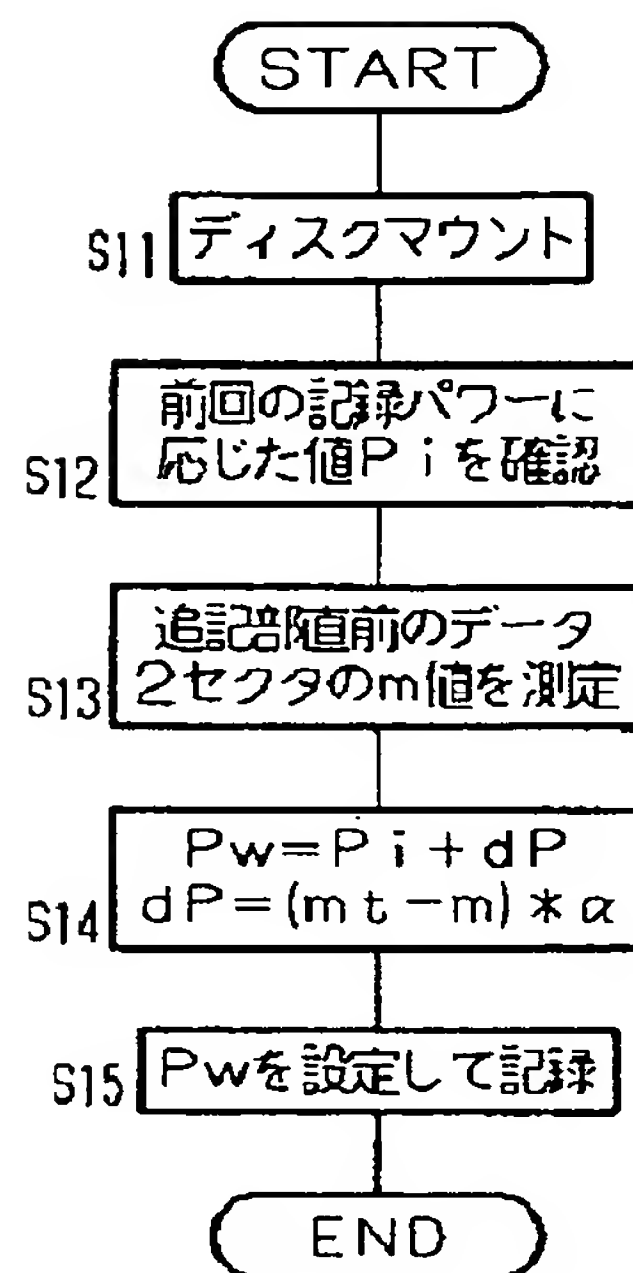 START
S11 ディスクマウント
前回の記録パワーに
S12 応じた値Piを確認
追記部直前のデータ
S13 2セクタのm値を測定
Pw=Pi+dP
S14 dP=(mt-m)*α
S15 Pwを設定して記録
END